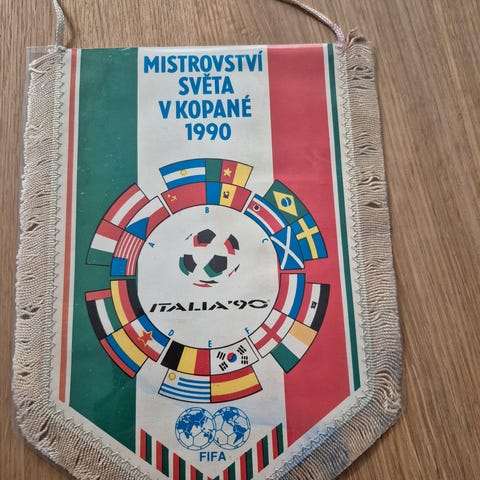 MISTROVSTVÍ
SVĚTA
V KOPANÉ
1990
B
A
C
ITALIA'90
D
F
E
FIFA